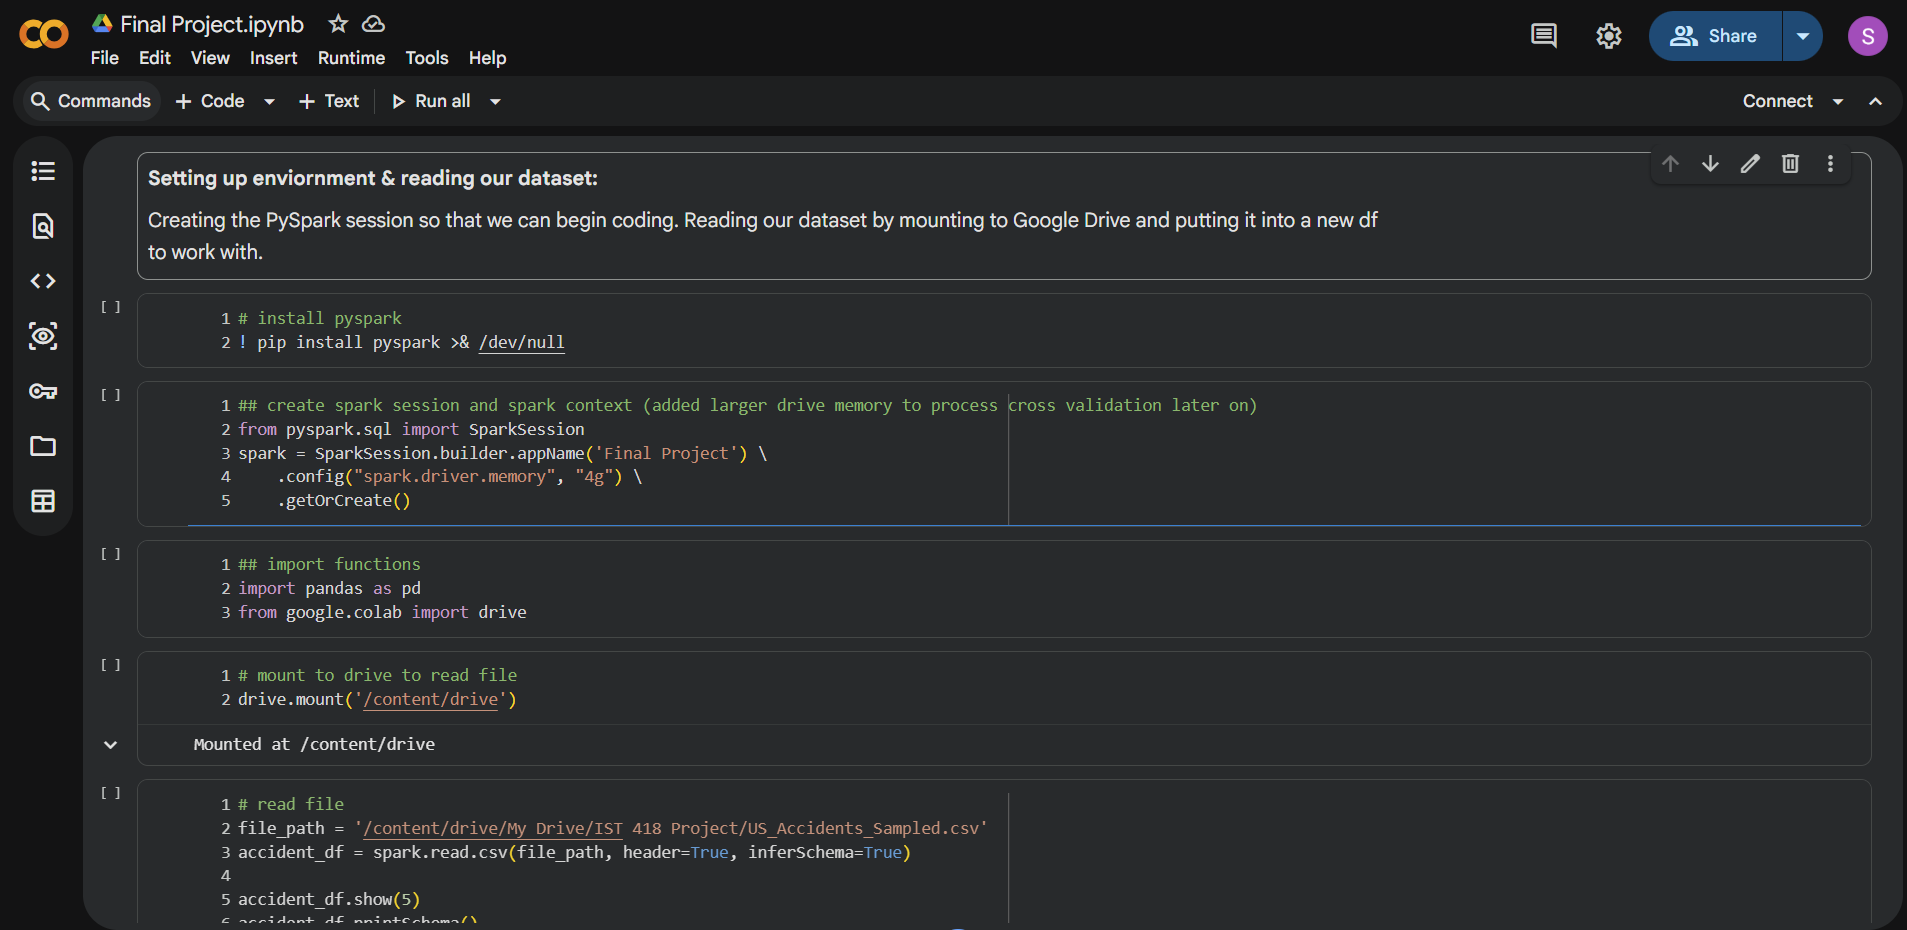 CO
Final Project.ipynb
File Edit View Insert Runtime Tools Help
Share
S
Commands + Code + Text Run all
Connect
Setting up enviornment & reading our dataset:
Creating the PySpark session so that we can begin coding. Reading our dataset by mounting to Google Drive and putting it into a new df
to work with.
[ ]
1 # install pyspark
2 ! pip install pyspark >& /dev/null
[ ]
1 ## create spark session and spark context (added larger drive memory to process cross validation later on)
2 from pyspark.sql import SparkSession
3 spark = SparkSession.builder.appName('Final Project') \
4     .config("spark.driver.memory", "4g") \
5     .getOrCreate()
[ ]
1 ## import functions
2 import pandas as pd
3 from google.colab import drive
[ ]
1 # mount to drive to read file
2 drive.mount('/content/drive')
Mounted at /content/drive
[ ]
1 # read file
2 file_path = '/content/drive/My Drive/IST 418 Project/US_Accidents_Sampled.csv'
3 accident_df = spark.read.csv(file_path, header=True, inferSchema=True)
4
5 accident_df.show(5)
6 accident_df.printSchema()